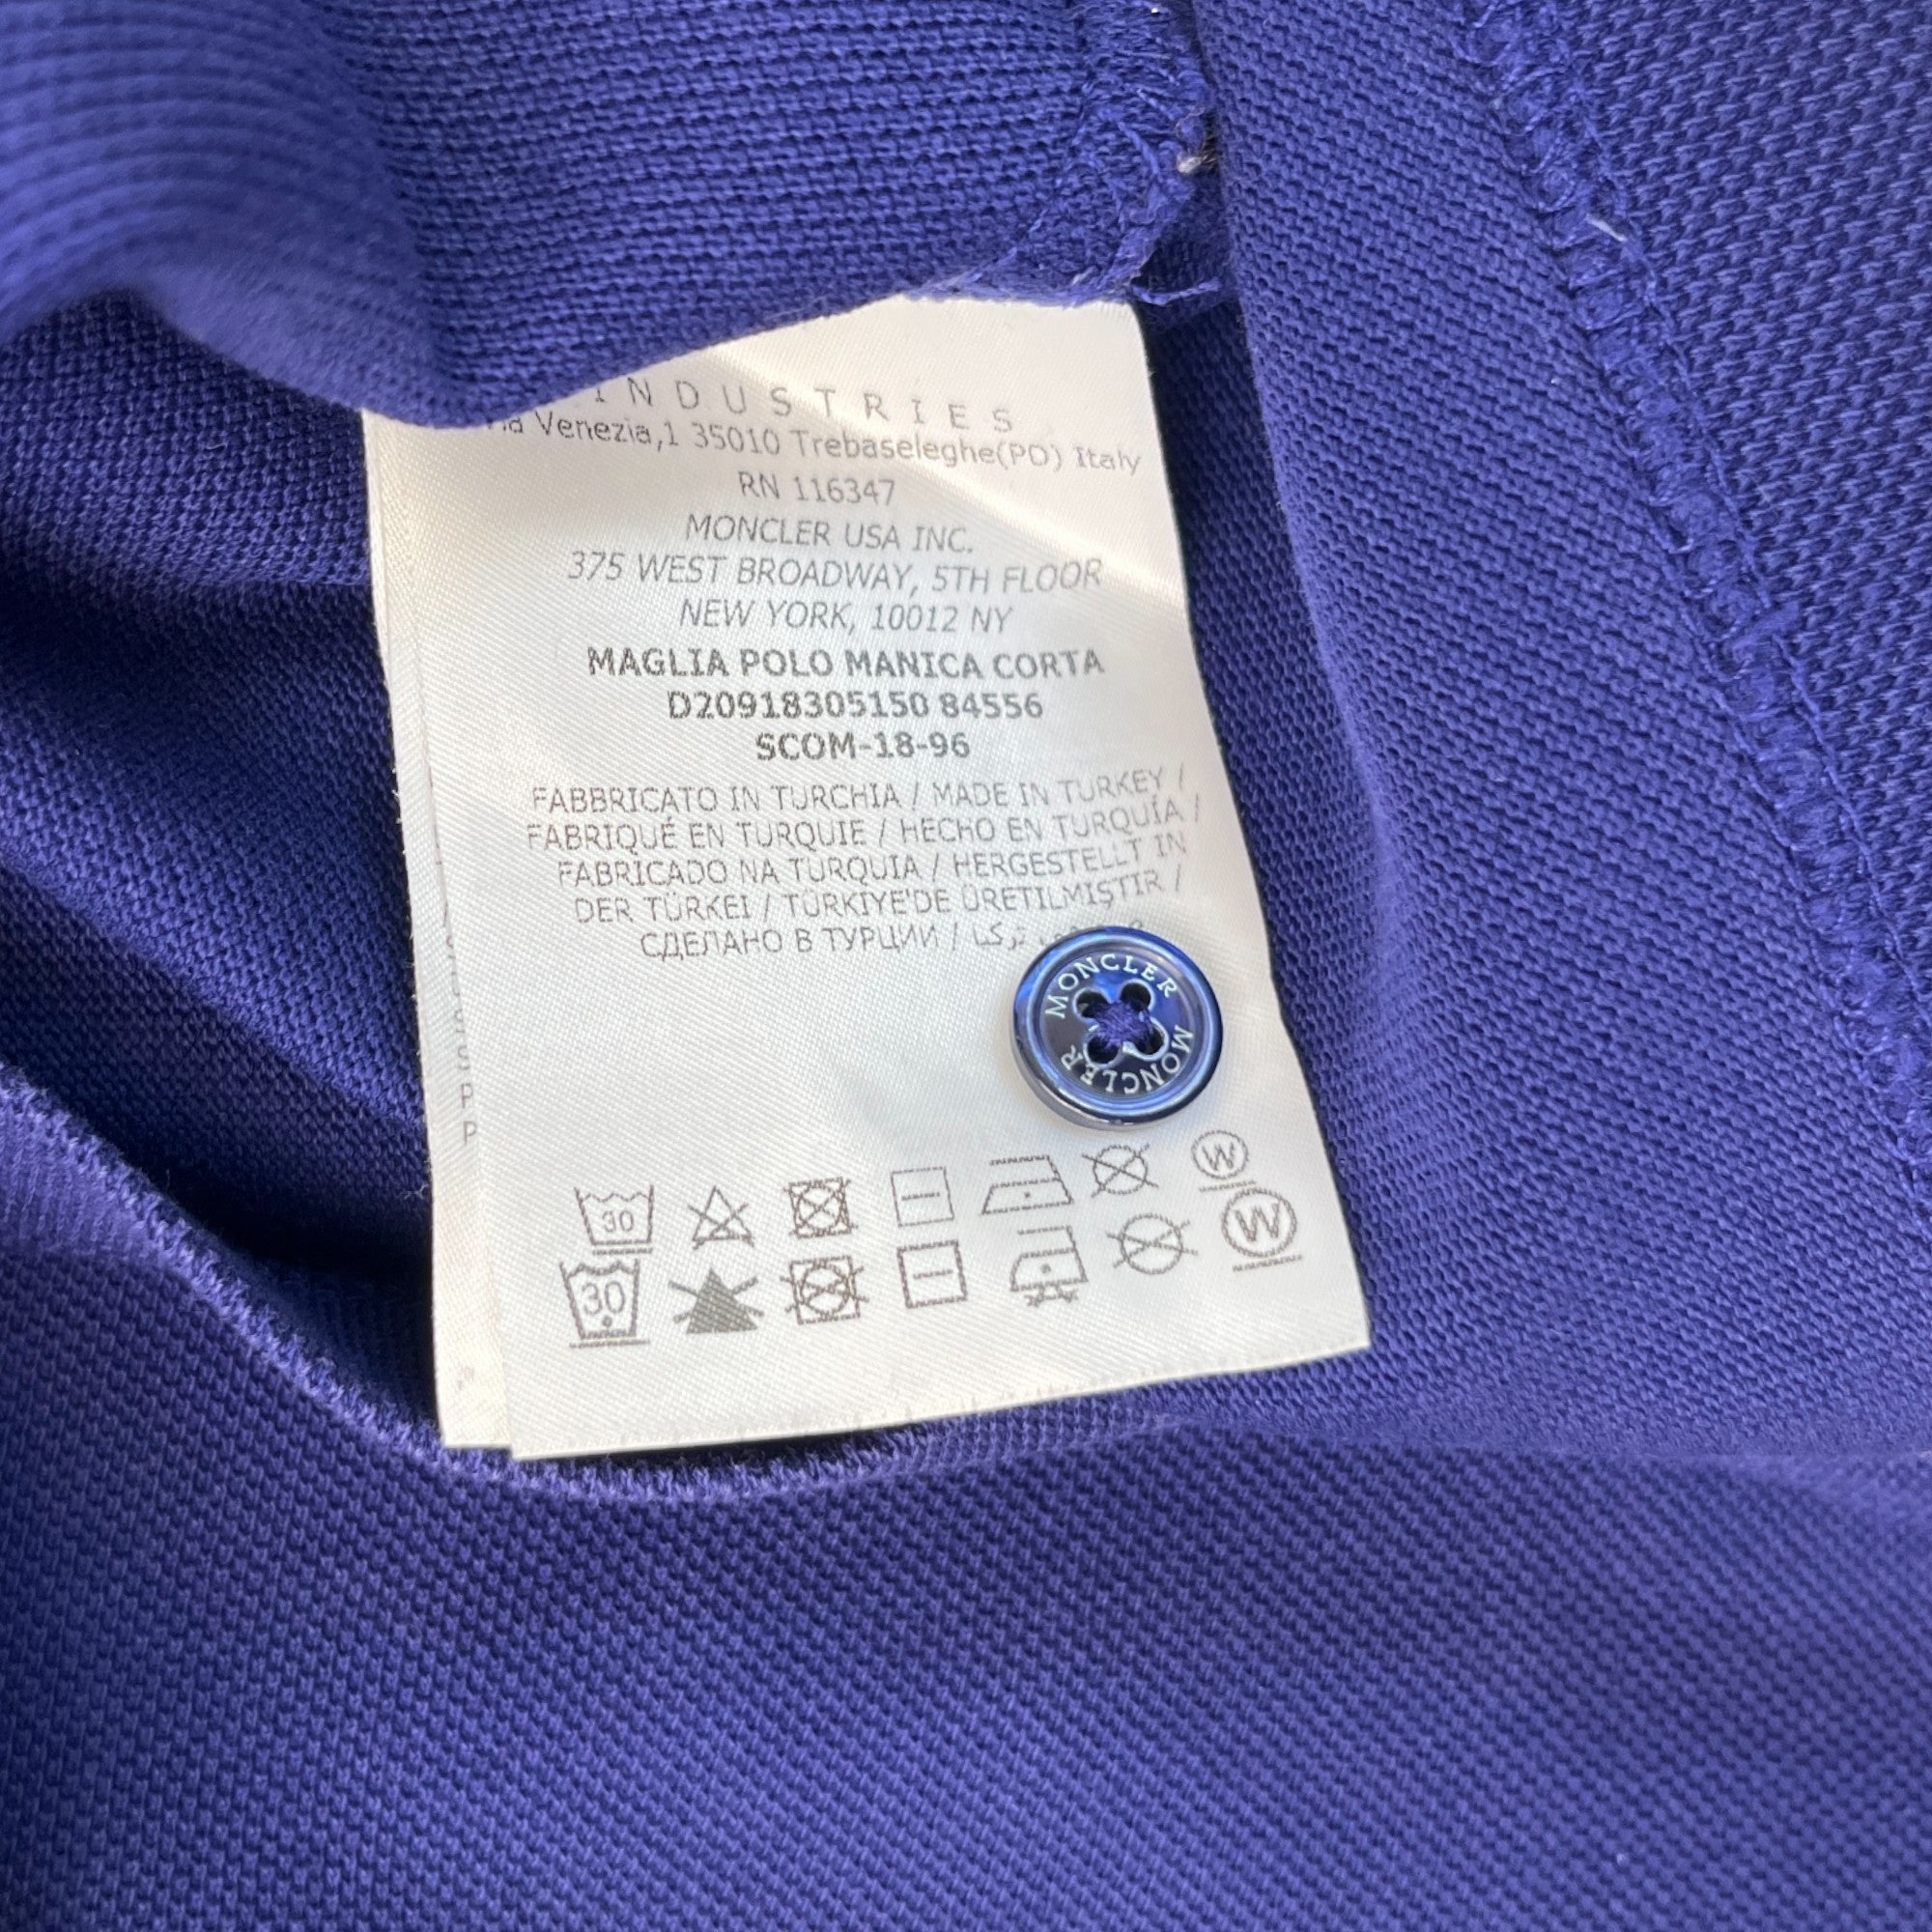 INDUSTRIES
Via Venezia,1 35010 Trebaseleghe(PD) Italy
RN 116347
MONCLER USA INC.
375 WEST BROADWAY, 5TH FLOOR
NEW YORK, 10012 NY
MAGLIA POLO MANICA CORTA
D20918305150 84556
SCOM-18-96
FABBRICATO IN TURCHIA / MADE IN TURKEY /
FABRIQUÉ EN TURQUIE / HECHO EN TURQUÍA /
FABRICADO NA TURQUIA / HERGESTELLT IN
DER TÜRKEI / TÜRKIYE'DE ÜRETILMIŞTIR /
СДЕЛАНО В ТУРЦИИ /
MONCLER MONCLER
30 W
30 W